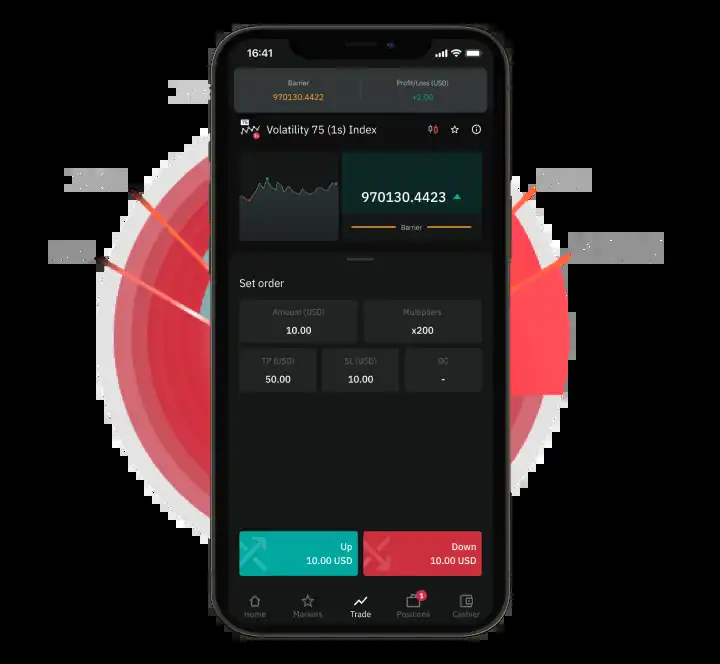 16:41
Barrier
Profit/Loss (USD)
970130.4422
+2.00
Volatility 75 (1s) Index
970130.4423
Barrier
Set order
Amount (USD)
Multipliers
10.00
x200
TP (USD)
SL (USD)
DC
50.00
10.00
-
Up
Down
10.00 USD
10.00 USD
1
Home
Markets
Trade
Positions
Cashier